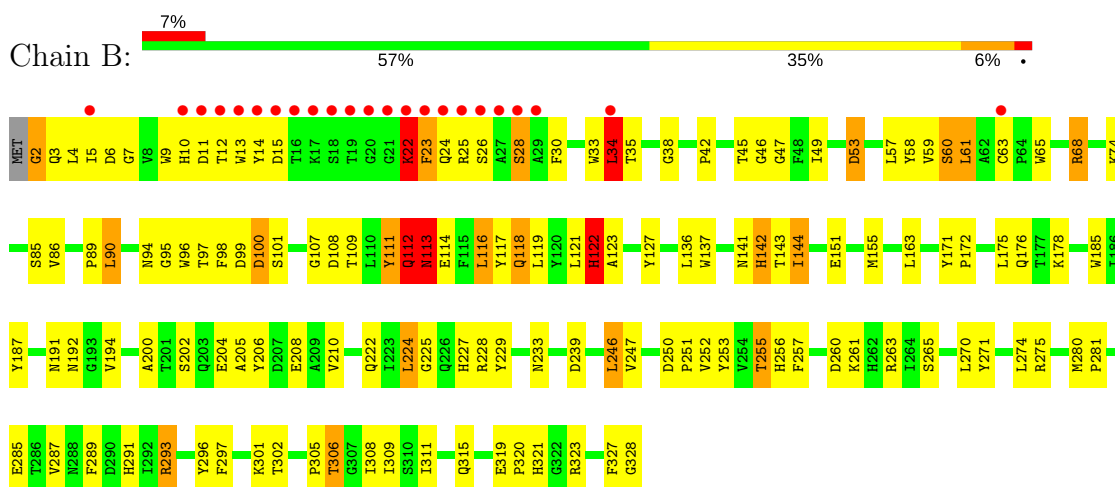 7%
Chain B:
57% 35% 6% •
MET G2 Q3 L4 I5 D6 G7 V8 W9 H10 D11 T12 W13 Y14 D15 T16 K17 S18 T19 G20 G21 K22 F23 Q24 R25 S26 A27 S28 A29 F30 W33 L34 T35 G38 P42 T45 G46 G47 F48 I49 D53 L57 Y58 V59 S60 L61 A62 C63 P64 W65 R68 K74
S85 V86 P89 L90 N94 G95 W96 T97 F98 D99 D100 S101 G107 D108 T109 L110 Y111 Q112 N113 E114 F115 L116 Y117 Q118 L119 Y120 L121 H122 A123 Y127 L136 W137 N141 H142 T143 I144 E151 M155 L163 Y171 P172 L175 Q176 T177 K178 W185 I186
Y187 N191 N192 G193 V194 A200 T201 S202 Q203 E204 A205 Y206 D207 E208 A209 V210 Q222 I223 L224 G225 Q226 H227 R228 Y229 N233 D239 L246 V247 D250 P251 V252 Y253 V254 T255 H256 F257 D260 K261 H262 R263 I264 S265 L270 Y271 L274 R275 M280 P281
E285 T286 V287 N288 F289 D290 H291 I292 R293 Y296 F297 K301 T302 P305 T306 G307 I308 I309 S310 I311 Q315 E319 P320 H321 G322 R323 F327 G328